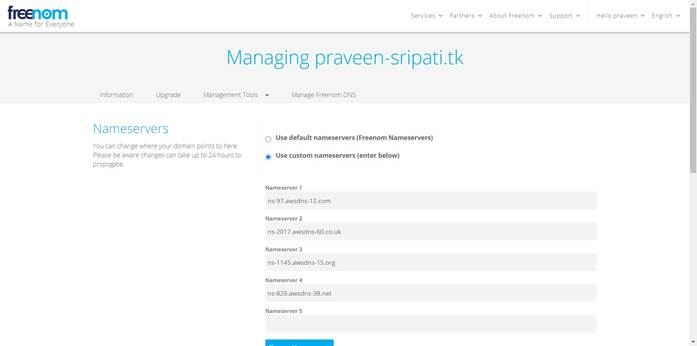 freenom
A Name for Everyone
Services Partners About Freenom Support Hello praveen English
Managing praveen-sripati.tk
Information Upgrade Management Tools Manage Freenom DNS
Nameservers
You can change where your domain points to here.
Please be aware changes can take up to 24 hours to
propogate.
Use default nameservers (Freenom Nameservers)
Use custom nameservers (enter below)
Nameserver 1
ns-97.awsdns-12.com
Nameserver 2
ns-2017.awsdns-60.co.uk
Nameserver 3
ns-1145.awsdns-15.org
Nameserver 4
ns-820.awsdns-38.net
Nameserver 5